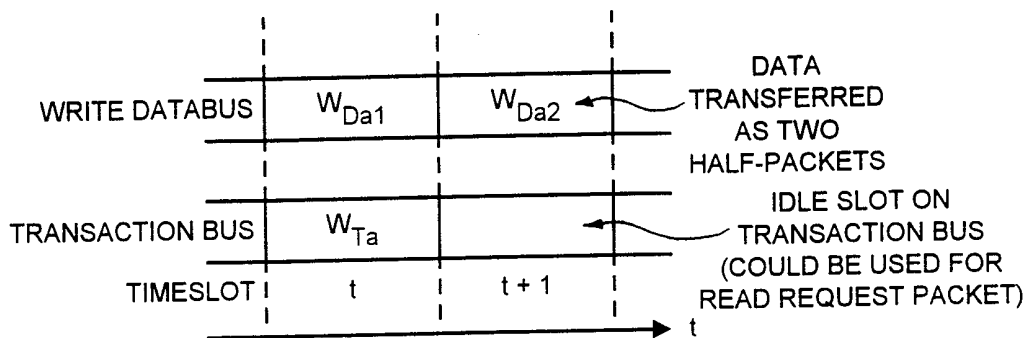 DATA
TRANSFERRED
AS TWO
HALF-PACKETS
WRITE DATABUS W_Da1 W_Da2
IDLE SLOT ON
TRANSACTION BUS
(COULD BE USED FOR
READ REQUEST PACKET)
TRANSACTION BUS W_Ta
TIMESLOT t t + 1
t